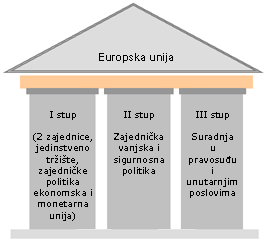 Europska unija
I stup
(2 zajednice,
jedinstveno
tržište,
zajedničke
politika
ekonomska i
monetarna
unija)
II stup
Zajednička
vanjska i
sigurnosna
politika
III stup
Suradnja
u
pravosuđu
i
unutarnjim
poslovima